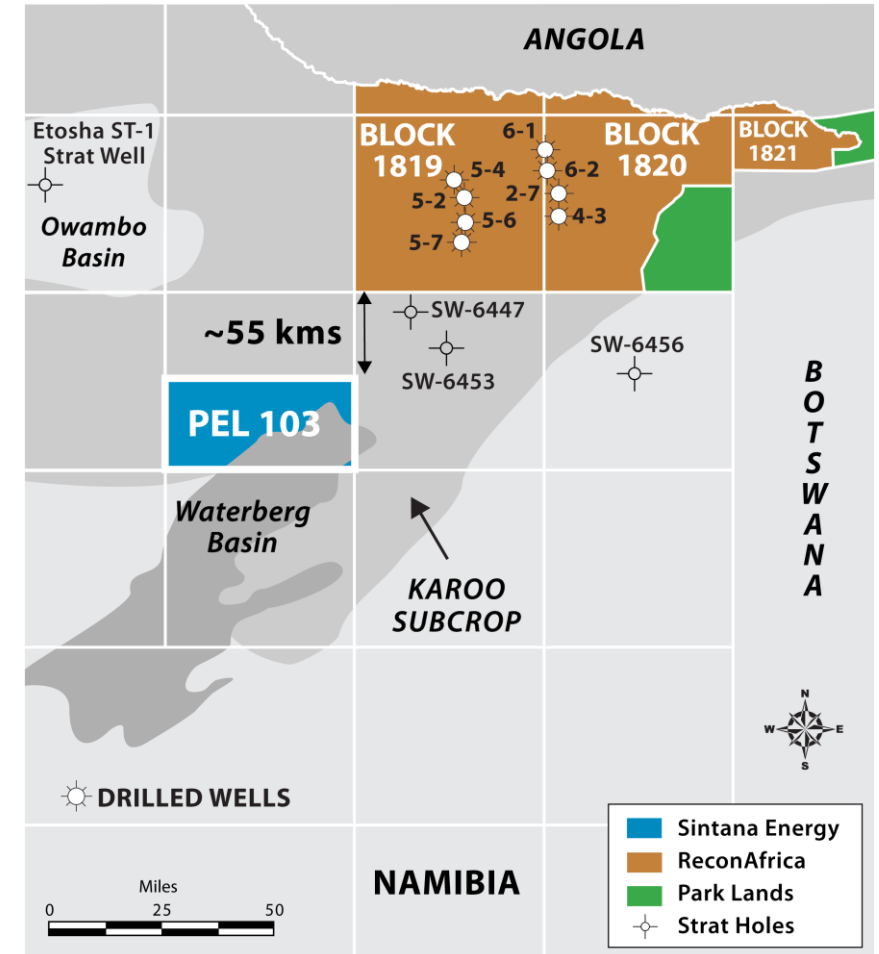 ANGOLA
Etosha ST-1
Strat Well
Owambo
Basin
BLOCK
1819
6-1
BLOCK
1820
BLOCK
1821
5-4
6-2
5-2
2-7
5-6
4-3
5-7
~55 kms
SW-6447
SW-6453
SW-6456
PEL 103
Waterberg
Basin
KAROO
SUBCROP
B
O
T
S
W
A
N
A
N
W
E
S
DRILLED WELLS
NAMIBIA
Miles
0 25 50
Sintana Energy
ReconAfrica
Park Lands
Strat Holes